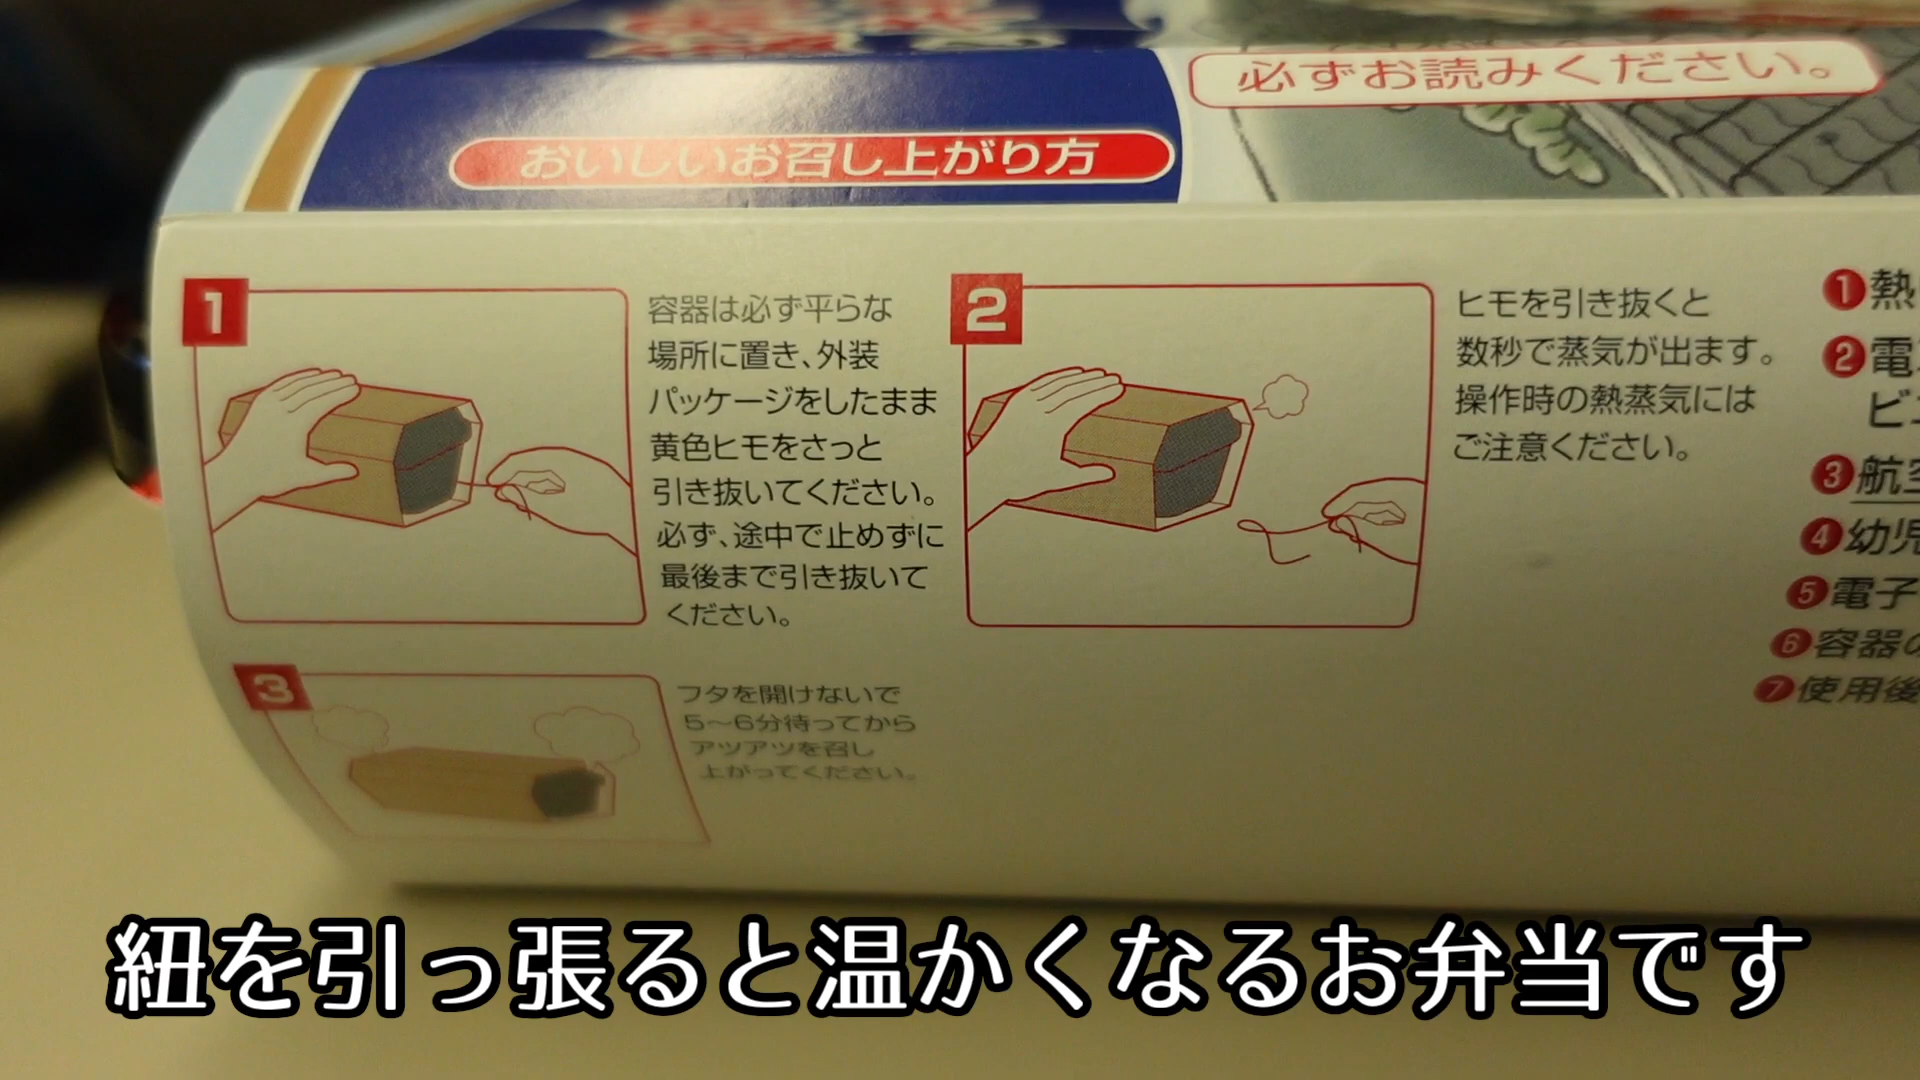 必ずお読みください。
おいしいお召し上がり方
1
容器は必ず平らな
場所に置き、外装
パッケージをしたまま
黄色ヒモをさっと
引き抜いてください。
必ず、途中で止めずに
最後まで引き抜いて
ください。
2
ヒモを引き抜くと
数秒で蒸気が出ます。
操作時の熱蒸気には
ご注意ください。
3
フタを開けないで
5〜6分待ってから
アツアツを召し
上がってください。
1 熱
2 電
ビ
3 航空
4 幼児
5 電子
6 容器の
7 使用後
紐を引っ張ると温かくなるお弁当です